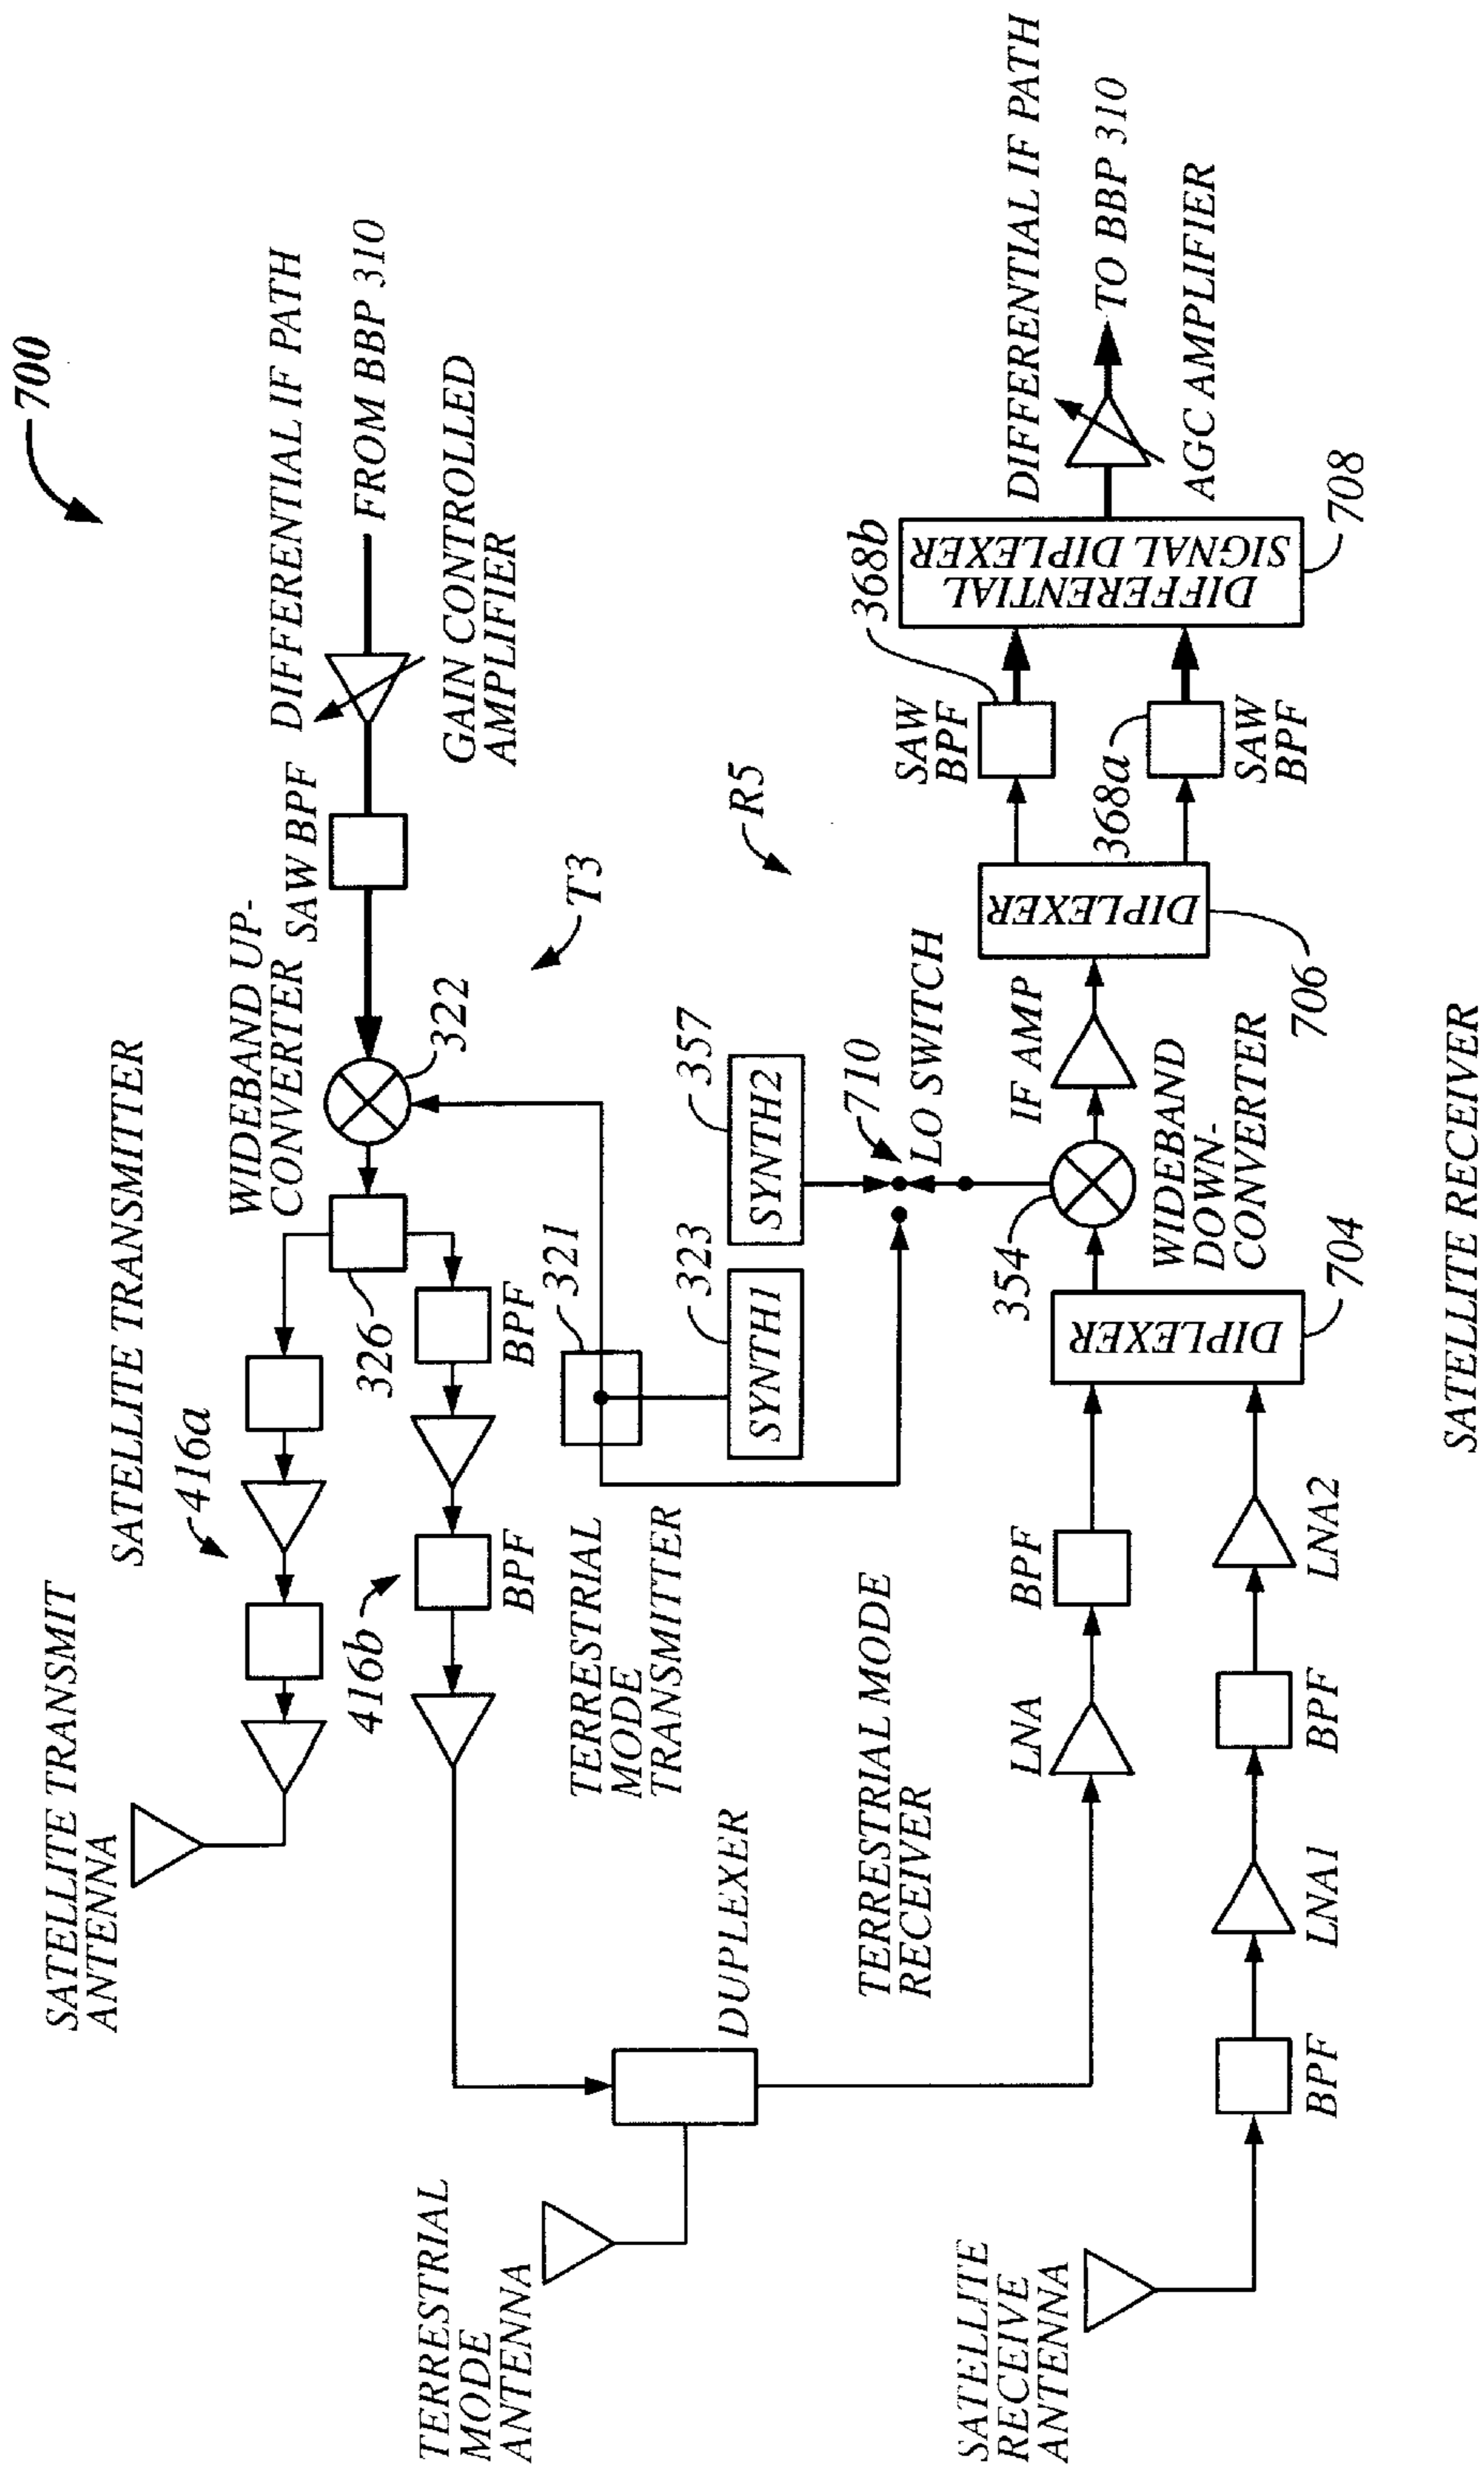 700
SATELLITE TRANSMIT
ANTENNA
SATELLITE TRANSMITTER
416a
WIDEBAND UP-
CONVERTER
SAW BPF
DIFFERENTIAL IF PATH
FROM BBP 310
GAIN CONTROLLED
AMPLIFIER
322
326
T3
416b
BPF
BPF
TERRESTRIAL
MODE
TRANSMITTER
321
323
SYNTH1
357
SYNTH2
710
LO SWITCH
R5
TERRESTRIAL
MODE
ANTENNA
DUPLEXER
TERRESTRIAL MODE
RECEIVER
LNA
BPF
354
WIDEBAND
DOWN-
CONVERTER
IF AMP
DIPLEXER
704
DIPLEXER
706
SAW
BPF
368b
368a
SAW
BPF
DIFFERENTIAL
SIGNAL DIPLEXER
708
DIFFERENTIAL IF PATH
TO BBP 310
AGC AMPLIFIER
SATELLITE
RECEIVE
ANTENNA
BPF
LNA1
BPF
LNA2
SATELLITE RECEIVER